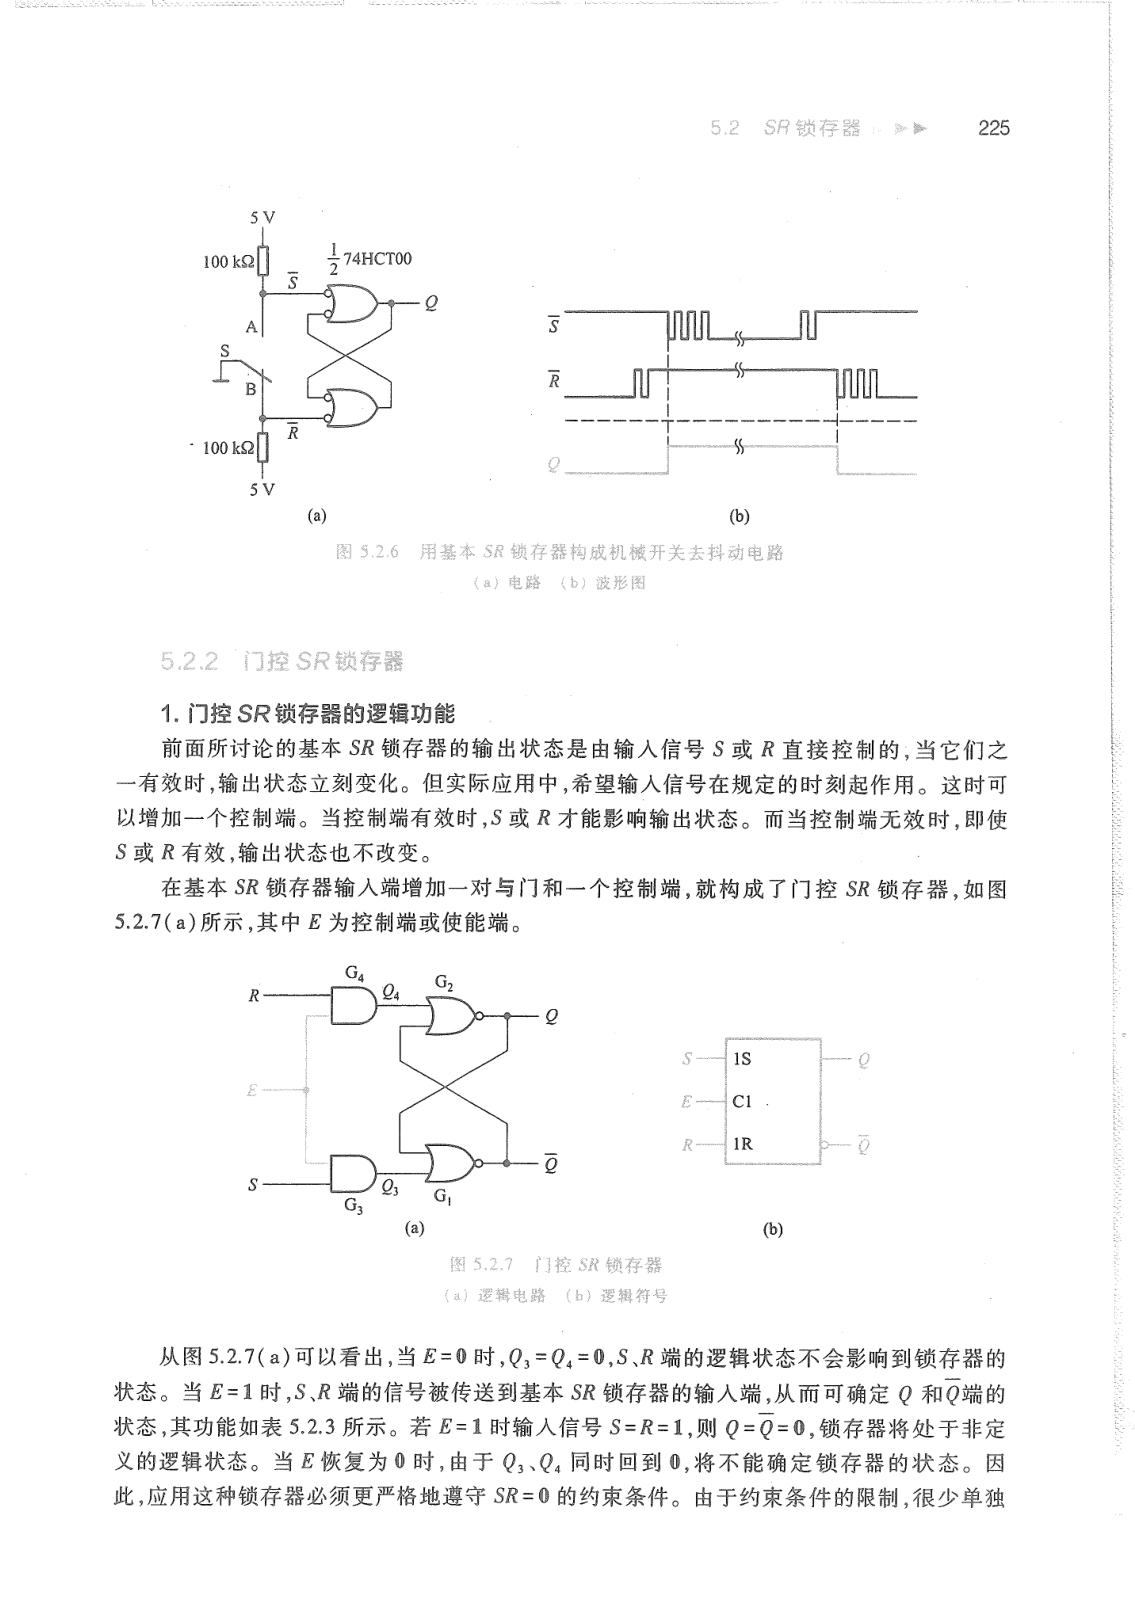 5.2 SR 锁存器 225
5 V
100 kΩ
1/2 74HCT00
S̅
Q
A
S
B
R̅
100 kΩ
5 V
(a)
S̅
R̅
Q
(b)
图 5.2.6 用基本 SR 锁存器构成机械开关去抖动电路
(a) 电路 (b) 波形图
5.2.2 门控 SR 锁存器
1. 门控 SR 锁存器的逻辑功能
前面所讨论的基本 SR 锁存器的输出状态是由输入信号 S 或 R 直接控制的,当它们之
一有效时,输出状态立刻变化。但实际应用中,希望输入信号在规定的时刻起作用。这时可
以增加一个控制端。当控制端有效时,S 或 R 才能影响输出状态。而当控制端无效时,即使
S 或 R 有效,输出状态也不改变。
在基本 SR 锁存器输入端增加一对与门和一个控制端,就构成了门控 SR 锁存器,如图
5.2.7(a)所示,其中 E 为控制端或使能端。
G₄
R
Q₄
G₂
Q
E
S
G₃
Q₃
G₁
Q̅
(a)
S 1S Q
E C1
R 1R Q̅
(b)
图 5.2.7 门控 SR 锁存器
(a) 逻辑电路 (b) 逻辑符号
从图 5.2.7(a)可以看出,当 E=0 时,Q₃=Q₄=0,S、R 端的逻辑状态不会影响到锁存器的
状态。当 E=1 时,S、R 端的信号被传送到基本 SR 锁存器的输入端,从而可确定 Q 和Q̅端的
状态,其功能如表 5.2.3 所示。若 E=1 时输入信号 S=R=1,则 Q=Q̅=0,锁存器将处于非定
义的逻辑状态。当 E 恢复为 0 时,由于 Q₃、Q₄ 同时回到 0,将不能确定锁存器的状态。因
此,应用这种锁存器必须更严格地遵守 SR=0 的约束条件。由于约束条件的限制,很少单独